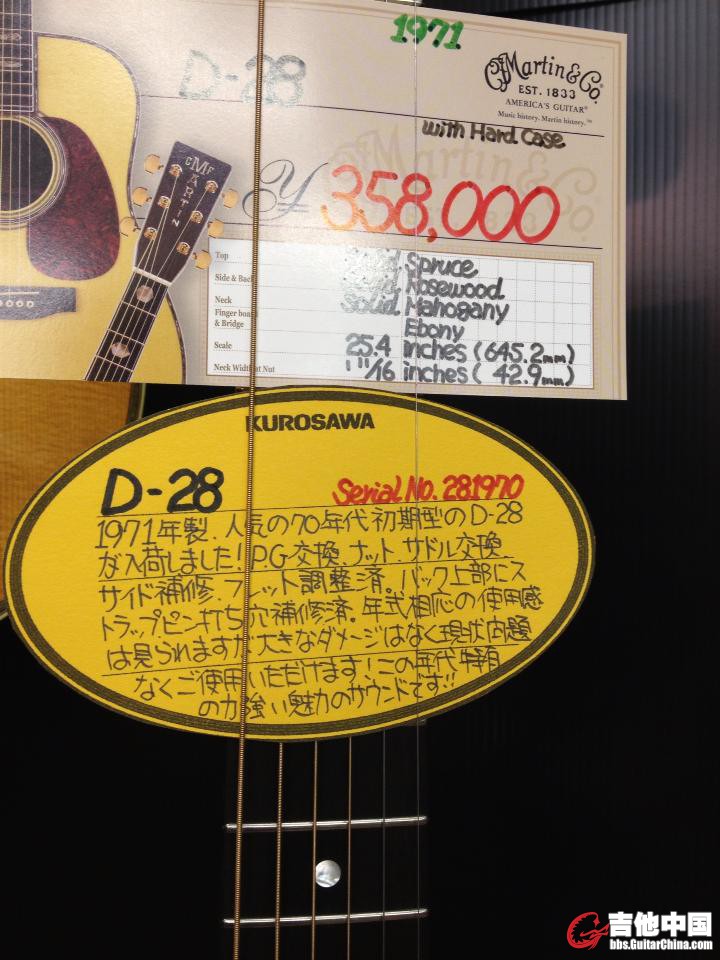 1971
D-28
CF Martin & Co.
EST. 1833
AMERICA'S GUITAR®
Music history. Martin history.™
with Hard Case
¥ 358,000
Top Spruce
Side & Back Rosewood
Neck Solid Mahogany
Finger board
& Bridge Ebony
Scale 25.4 inches (645.2mm)
Neck Width at Nut 1 11/16 inches ( 42.9mm)
CMF
MARTIN
KUROSAWA
D-28 Serial No. 281970
1971年製、人気の70年代初期型のD-28
が入荷しました!P.G交換、ナット、サドル交換、
サイド補修、フレット調整済。バック上部にス
トラップピン打ち穴補修済。年式相応の使用感
は見られますが、大きなダメージはなく現状問題
なくご使用いただけます!この年代特有
の力強い魅力のサウンドです!!
吉他中国
bbs.GuitarChina.com